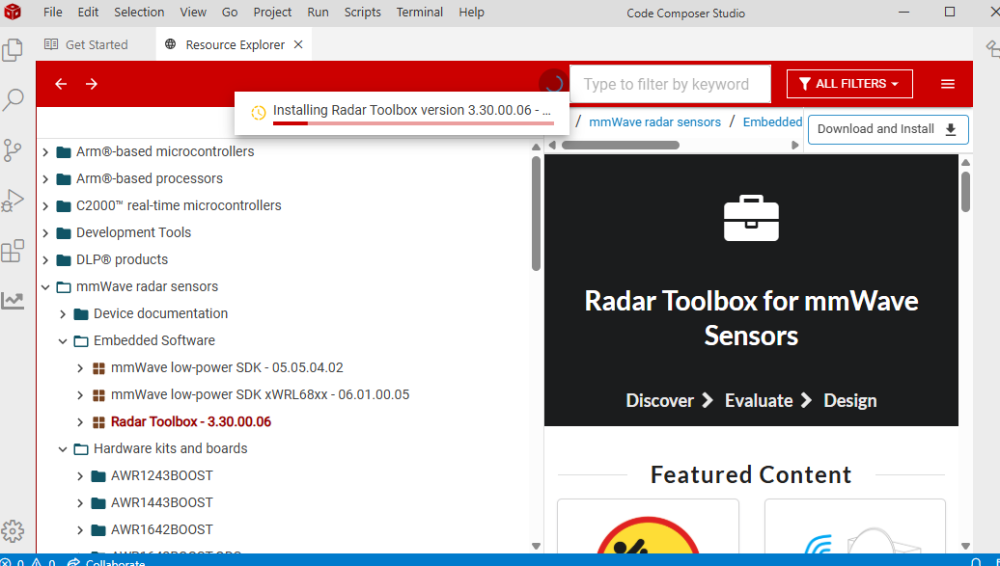 File Edit Selection View Go Project Run Scripts Terminal Help Code Composer Studio
Get Started Resource Explorer
Type to filter by keyword ALL FILTERS
Installing Radar Toolbox version 3.30.00.06 - ...
/ mmWave radar sensors / Embedded
Download and Install
Arm®-based microcontrollers
Arm®-based processors
C2000™ real-time microcontrollers
Development Tools
DLP® products
mmWave radar sensors
Device documentation
Embedded Software
mmWave low-power SDK - 05.05.04.02
mmWave low-power SDK xWRL68xx - 06.01.00.05
Radar Toolbox - 3.30.00.06
Hardware kits and boards
AWR1243BOOST
AWR1443BOOST
AWR1642BOOST
Radar Toolbox for mmWave
Sensors
Discover Evaluate Design
Featured Content
0 0 Collaborate